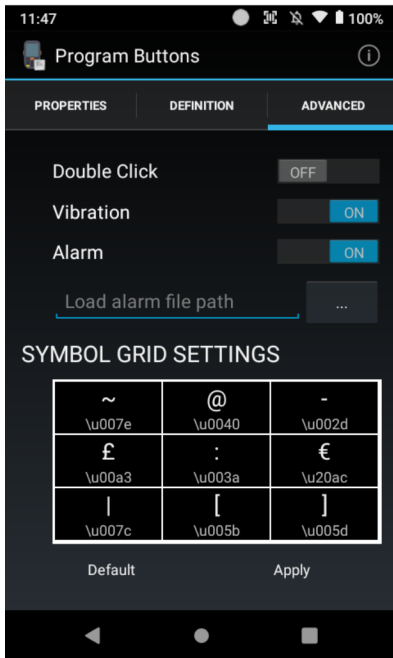 11:47 100%
Program Buttons
PROPERTIES DEFINITION ADVANCED
Double Click OFF
Vibration ON
Alarm ON
Load alarm file path ...
SYMBOL GRID SETTINGS
~ @ -
\u007e \u0040 \u002d
£ : €
\u00a3 \u003a \u20ac
| [ ]
\u007c \u005b \u005d
Default Apply